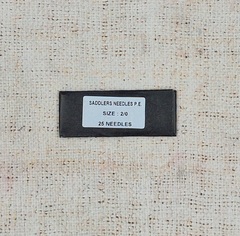 SADDLERS NEEDLES P.E
SIZE : 2/0
25 NEEDLES